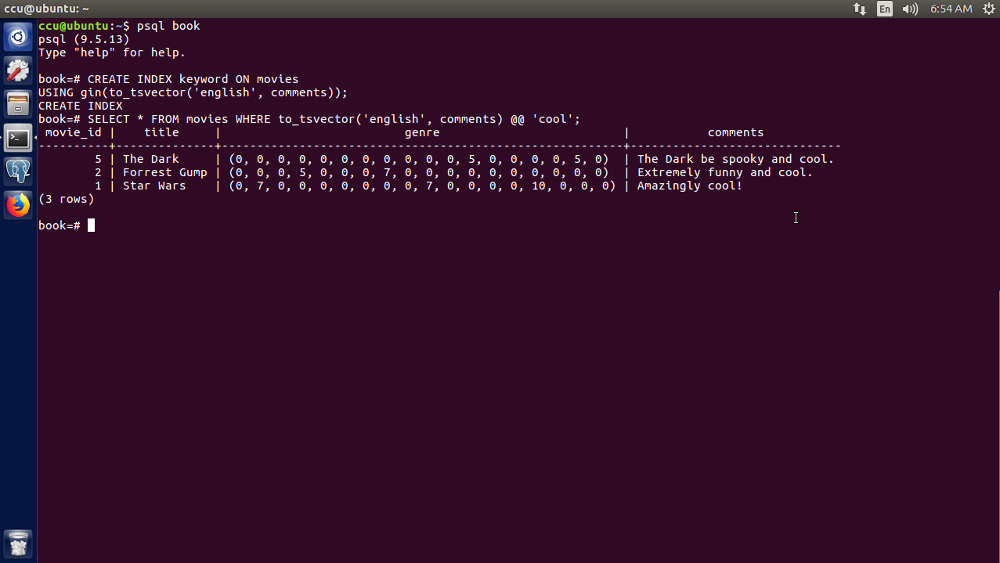 ccu@ubuntu: ~
En
6:54 AM
ccu@ubuntu:~$ psql book
psql (9.5.13)
Type "help" for help.
book=# CREATE INDEX keyword ON movies
USING gin(to_tsvector('english', comments));
CREATE INDEX
book=# SELECT * FROM movies WHERE to_tsvector('english', comments) @@ 'cool';
 movie_id |    title     |                          genre                          |           comments
----------+--------------+---------------------------------------------------------+------------------------------
        5 | The Dark     | (0, 0, 0, 0, 0, 0, 0, 0, 0, 0, 0, 5, 0, 0, 0, 0, 5, 0)  | The Dark be spooky and cool.
        2 | Forrest Gump | (0, 0, 0, 5, 0, 0, 0, 7, 0, 0, 0, 0, 0, 0, 0, 0, 0, 0)  | Extremely funny and cool.
        1 | Star Wars    | (0, 7, 0, 0, 0, 0, 0, 0, 0, 7, 0, 0, 0, 0, 10, 0, 0, 0) | Amazingly cool!
(3 rows)
book=#